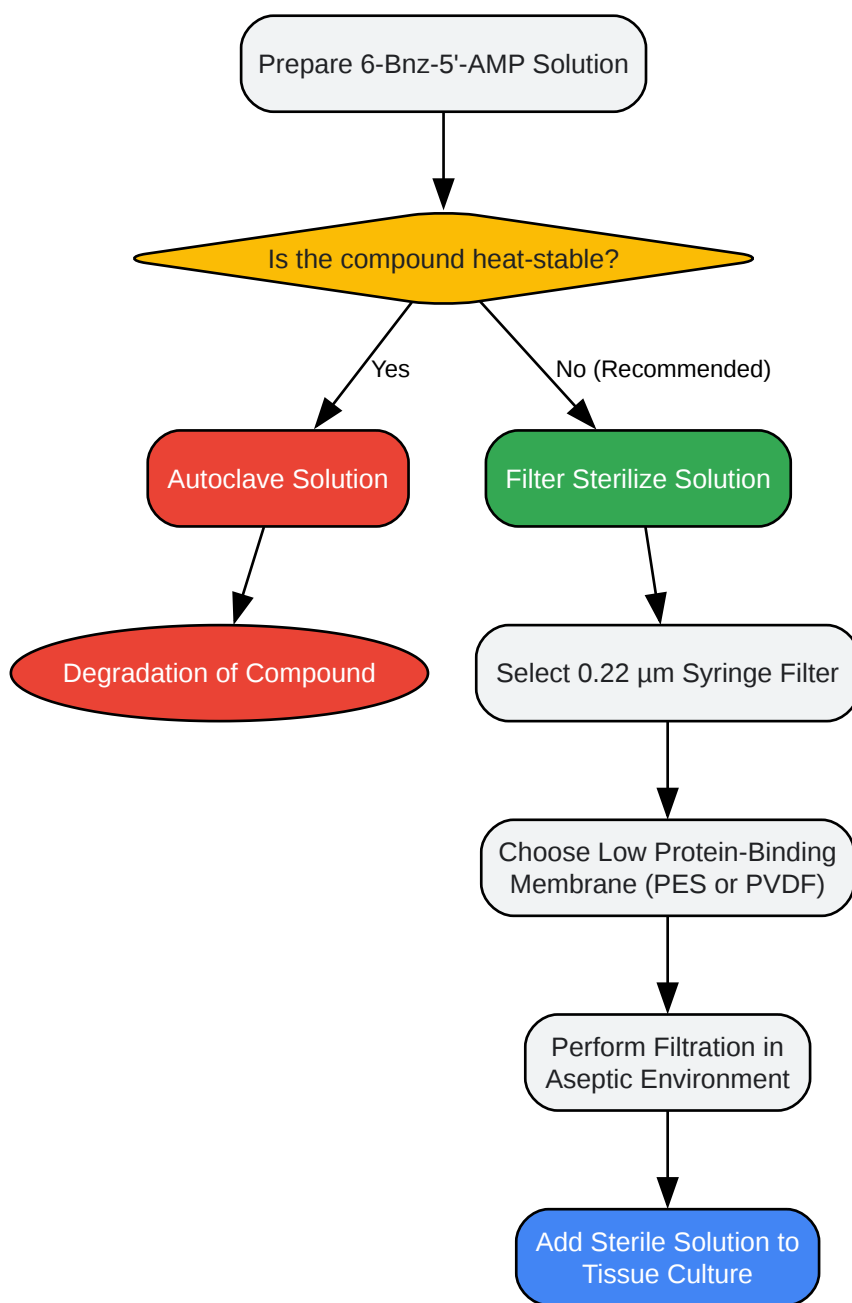 Prepare 6-Bnz-5'-AMP Solution
Is the compound heat-stable?
Yes
No (Recommended)
Autoclave Solution
Filter Sterilize Solution
Degradation of Compound
Select 0.22 µm Syringe Filter
Choose Low Protein-Binding
Membrane (PES or PVDF)
Perform Filtration in
Aseptic Environment
Add Sterile Solution to
Tissue Culture